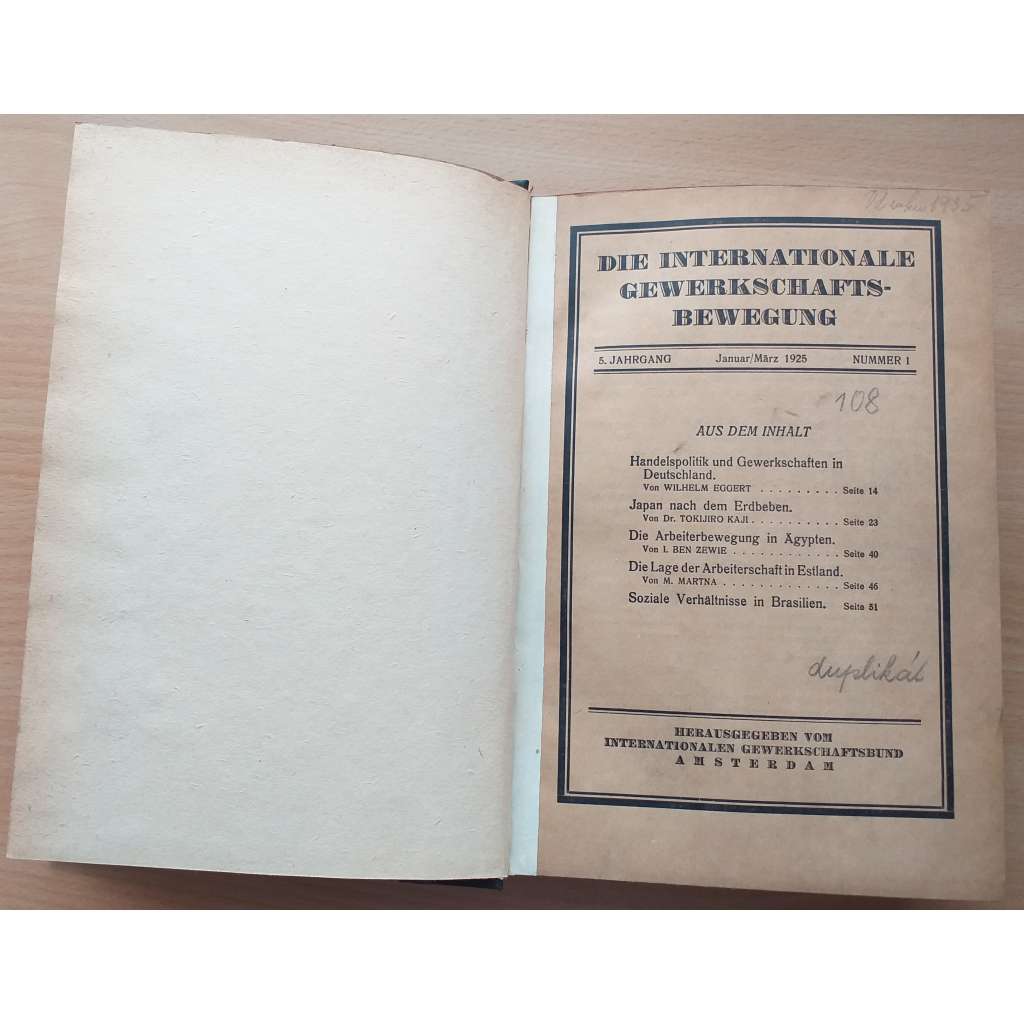 1935
DIE INTERNATIONALE
GEWERKSCHAFTS-
BEWEGUNG
5. JAHRGANG Januar/März 1925 NUMMER 1
108
AUS DEM INHALT
Handelspolitik und Gewerkschaften in
Deutschland.
Von WILHELM EGGERT . . . . . . . . . Seite 14
Japan nach dem Erdbeben.
Von Dr. TOKIJIRO KAJI . . . . . . . . . . Seite 23
Die Arbeiterbewegung in Ägypten.
Von I. BEN ZEWIE . . . . . . . . . . . . Seite 40
Die Lage der Arbeiterschaft in Estland.
Von M. MARTNA . . . . . . . . . . . . . Seite 46
Soziale Verhältnisse in Brasilien. Seite 51
duplikát
HERAUSGEGEBEN VOM
INTERNATIONALEN GEWERKSCHAFTSBUND
AMSTERDAM